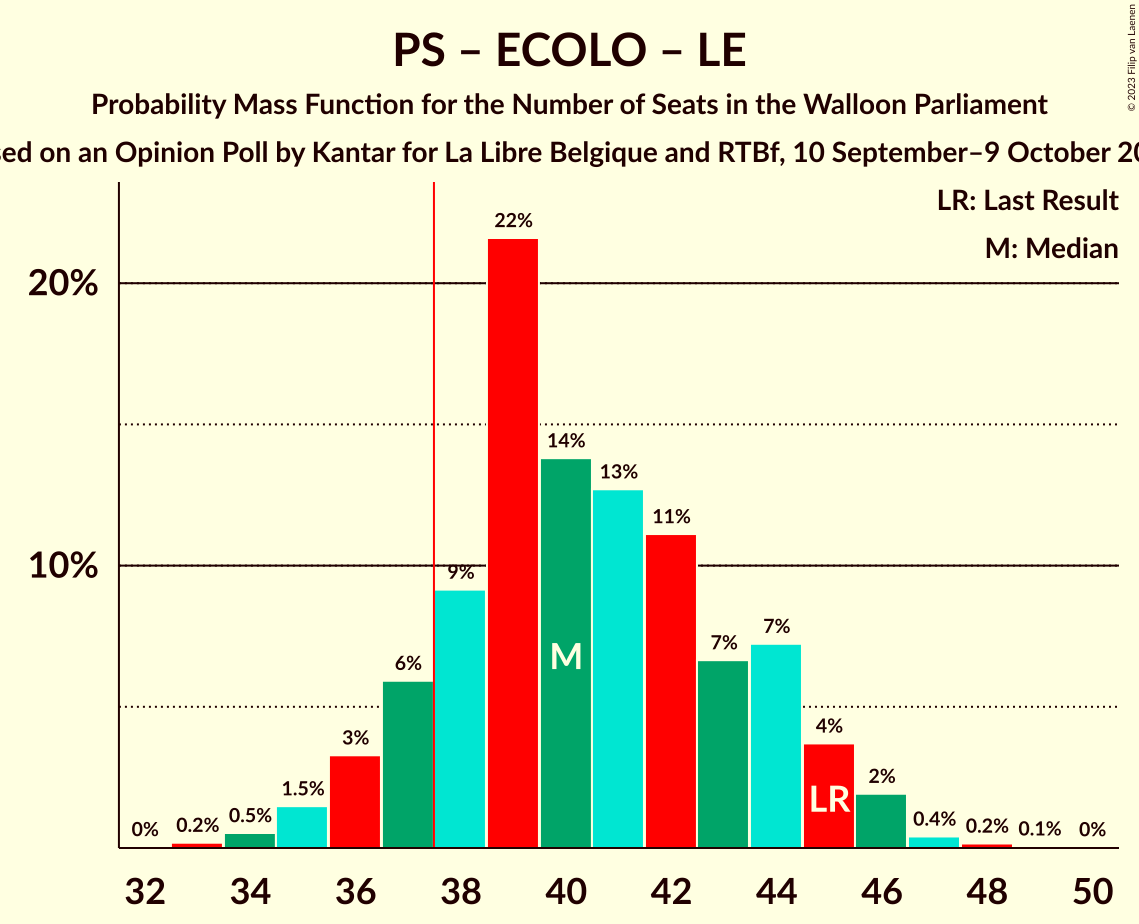 PS – ECOLO – LE
Probability Mass Function for the Number of Seats in the Walloon Parliament
on an Opinion Poll by Kantar for La Libre Belgique and RTBf, 10 September–9 October
© 2023 Filip van Laenen
LR: Last Result
M: Median
20%
10%
0% 0.2% 0.5% 1.5% 3% 6% 9% 22% 14% 13% 11% 7% 7% 4% 2% 0.4% 0.2% 0.1% 0%
M
LR
32 34 36 38 40 42 44 46 48 50